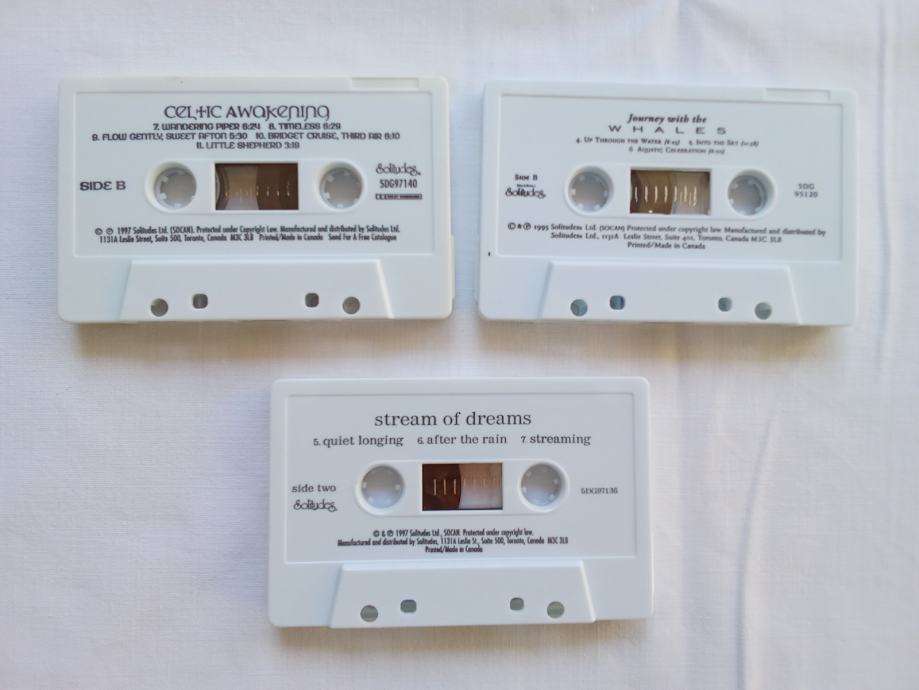 CELTIC AWAKENING
7. WANDERING PIPER 6:24 8. TIMELESS 6:29
9. FLOW GENTLY, SWEET AFTON 5:30 10. BRIDGET CRUISE, THIRD AIR 6:10
11. LITTLE SHEPHERD 3:19
SIDE B
Solitudes
SDG97140
© ℗ 1997 Solitudes Ltd. (SOCAN). Protected under Copyright Law. Manufactured and distributed by Solitudes Ltd.
1131A Leslie Street, Suite 500, Toronto, Canada M3C 3L8 Printed/Made in Canada Send For A Free Catalogue
Journey with the
WHALES
4. Up Through the Water 5. Into the Sky
6 Aquatic Celebration
Side B
Solitudes
SDG
95120
© & ℗ 1995 Solitudes Ltd. (SOCAN) Protected under copyright law Manufactured and distributed by
Solitudes Ltd., 1131A Leslie Street, Suite 401, Toronto, Canada M3C 3L8
Printed/Made in Canada
stream of dreams
5. quiet longing 6. after the rain 7 streaming
side two
Solitudes
SDG97136
© & ℗ 1997 Solitudes Ltd., SOCAN. Protected under copyright law.
Manufactured and distributed by Solitudes, 1131A Leslie St., Suite 500, Toronto, Canada M3C 3L8
Printed/Made in Canada